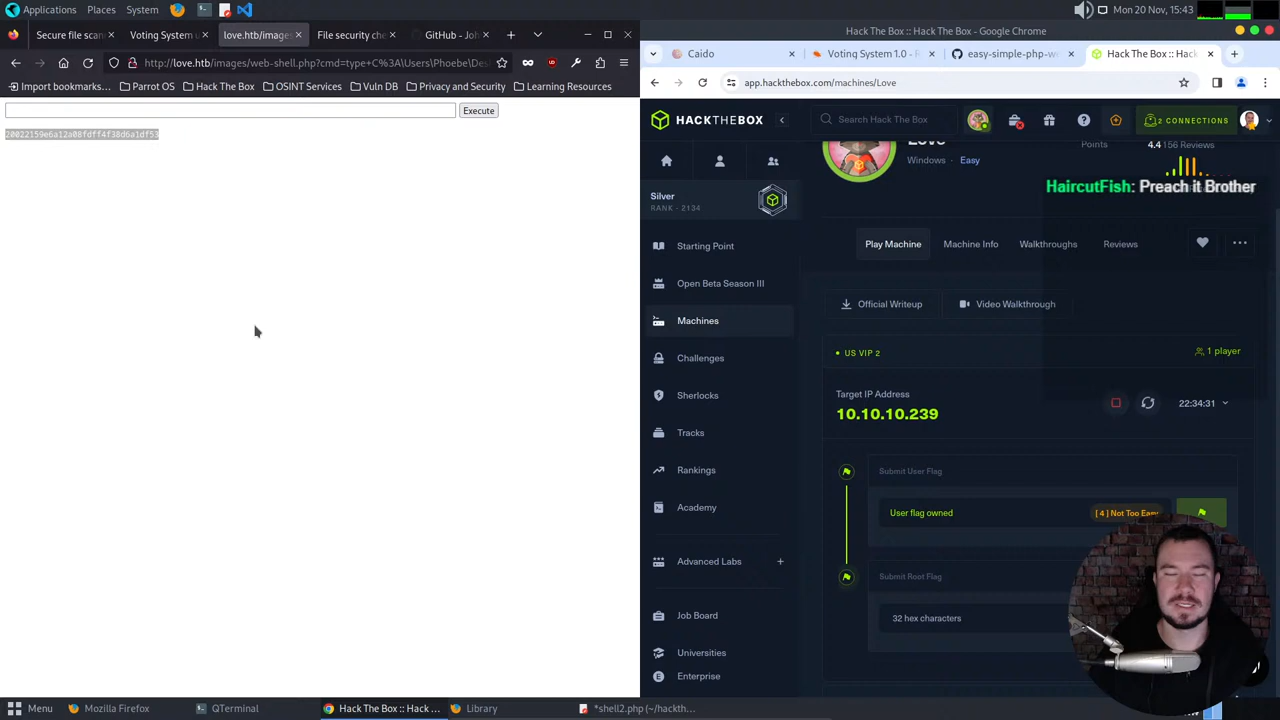 Applications Places System Mon 20 Nov, 15:43
Secure file scan
Voting System u
love.htb/images
File security che
GitHub - Joh
http://love.htb/images/web-shell.php?cmd=type+C%3A\Users\Phoebe\Des
Import bookmarks...
Parrot OS
Hack The Box
OSINT Services
Vuln DB
Privacy and Security
Learning Resources
Execute
20022159e6a12a08fdff4f38d6a1df53
Hack The Box :: Hack The Box - Google Chrome
Caido
Voting System 1.0 - R
easy-simple-php-we
Hack The Box :: Hack
app.hackthebox.com/machines/Love
HACKTHEBOX
Search Hack The Box
2 CONNECTIONS
Silver
RANK - 2134
Starting Point
Open Beta Season III
Machines
Challenges
Sherlocks
Tracks
Rankings
Academy
Advanced Labs
Job Board
Universities
Enterprise
Love
Windows Easy
Points
4.4 156 Reviews
HaircutFish: Preach it Brother
Play Machine
Machine Info
Walkthroughs
Reviews
Official Writeup
Video Walkthrough
US VIP 2
1 player
Target IP Address
10.10.10.239
22:34:31
Submit User Flag
User flag owned
[ 4 ] Not Too Easy
Submit Root Flag
32 hex characters
Menu
Mozilla Firefox
QTerminal
Hack The Box :: Hack ...
Library
*shell2.php (~/hackth...